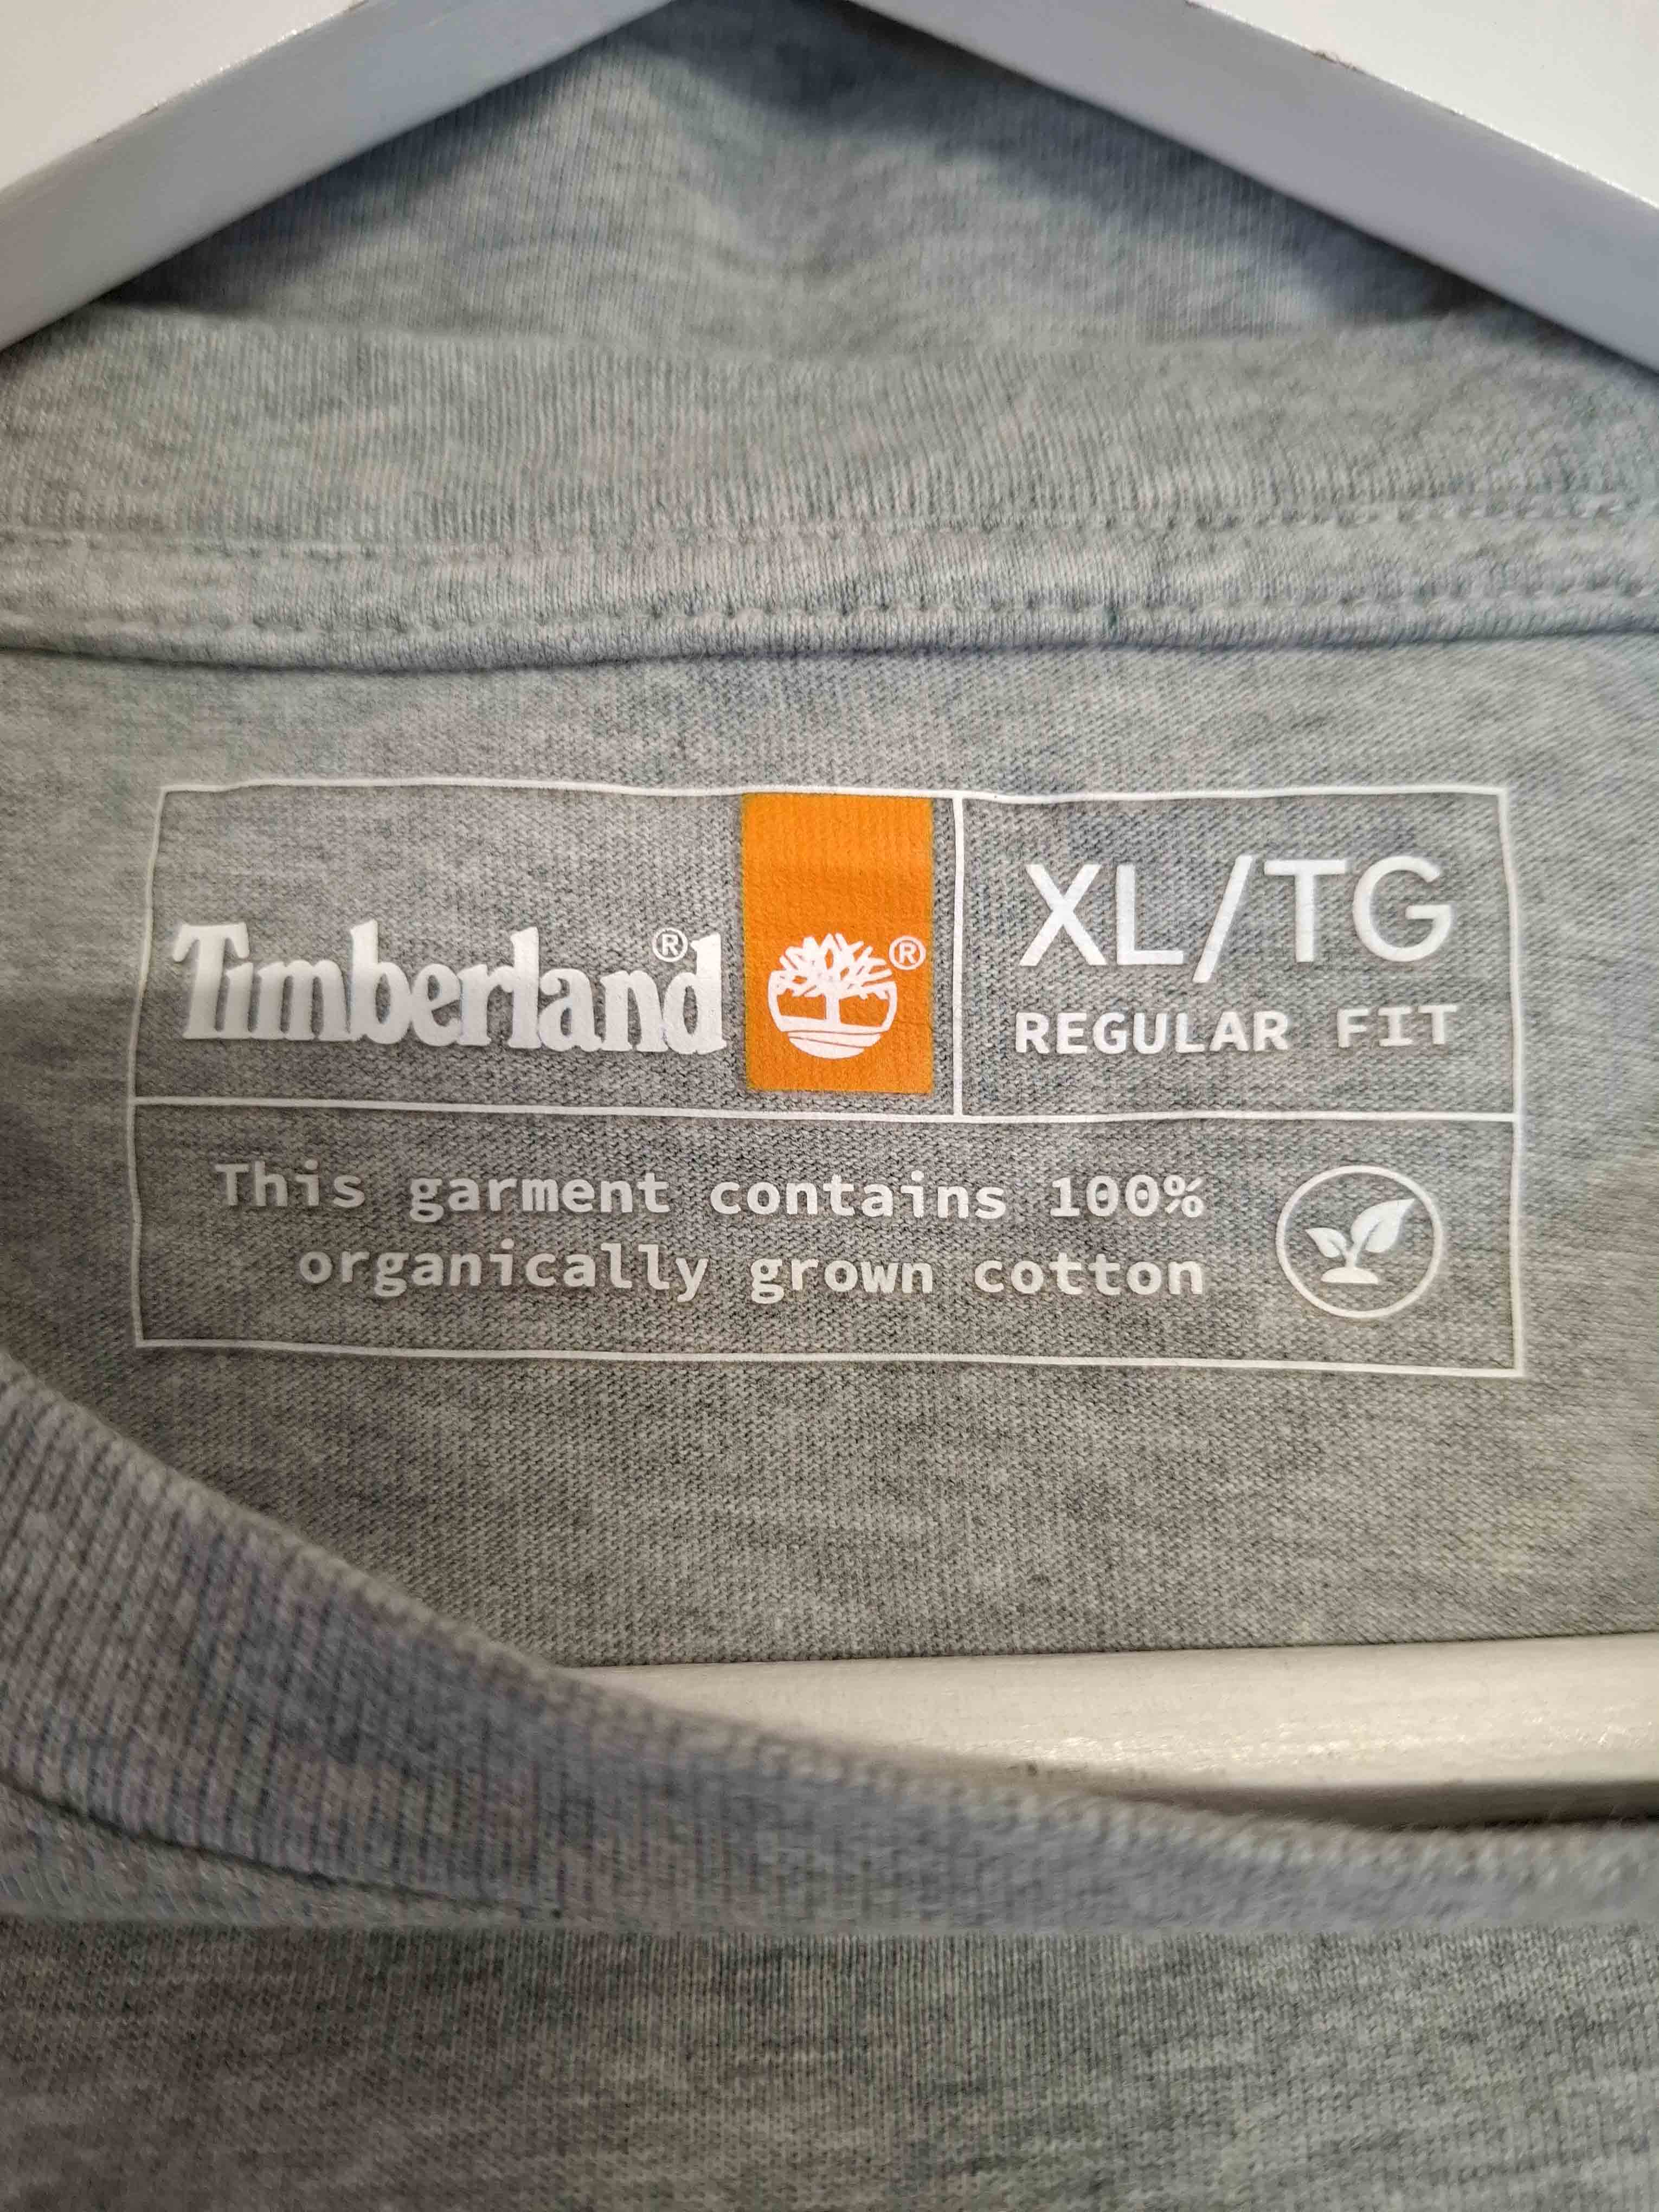 Timberland® ®
XL/TG
REGULAR FIT
This garment contains 100%
organically grown cotton